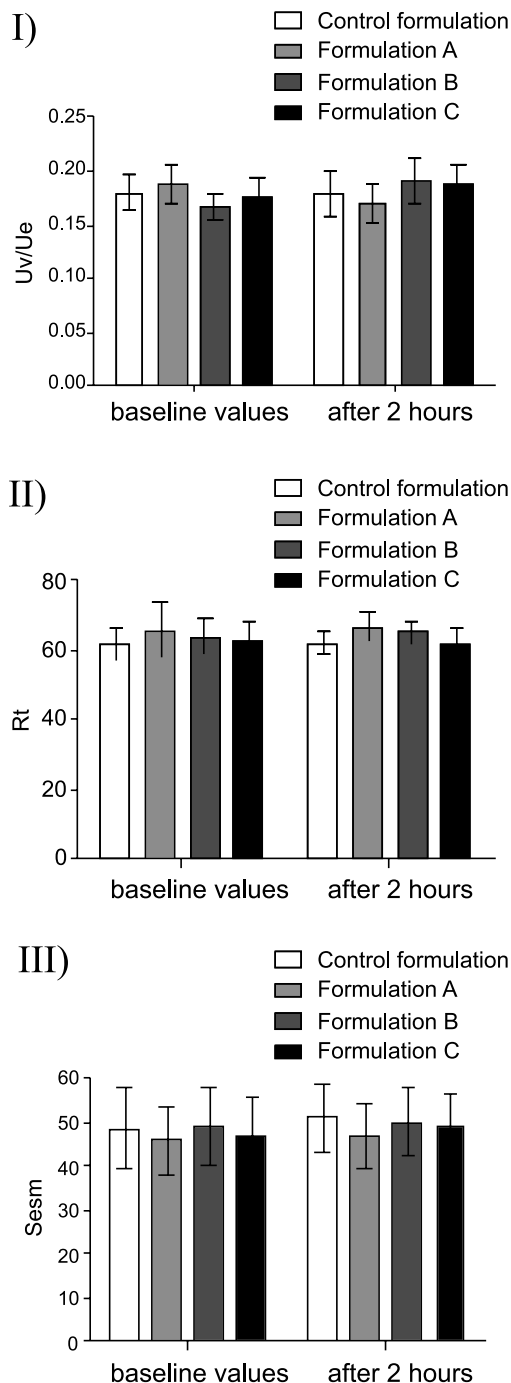 I)
Control formulation
Formulation A
Formulation B
Formulation C
0.25
0.20
0.15
0.10
0.05
0.00
Uv/Ue
baseline values after 2 hours
II)
Control formulation
Formulation A
Formulation B
Formulation C
80
60
40
20
0
Rt
baseline values after 2 hours
III)
Control formulation
Formulation A
Formulation B
Formulation C
60
50
40
30
20
10
0
Sesm
baseline values after 2 hours